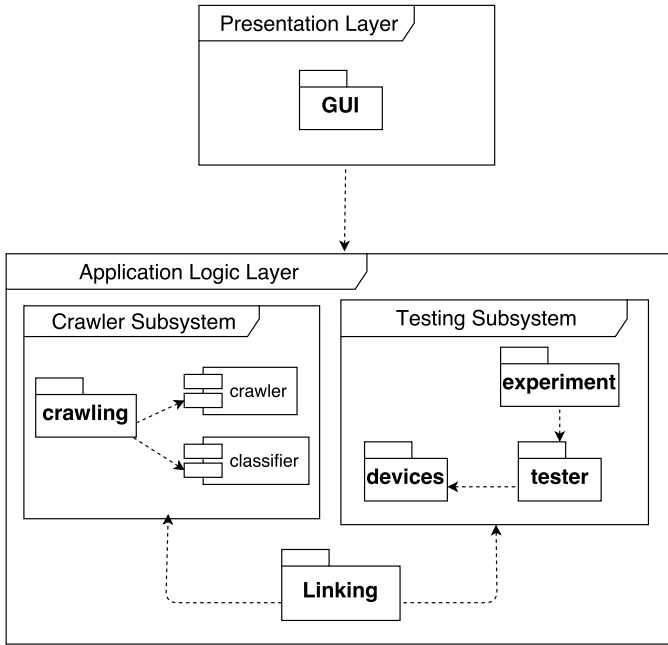 Presentation Layer
GUI
Application Logic Layer
Crawler Subsystem
crawling
crawler
classifier
Testing Subsystem
experiment
devices
tester
Linking